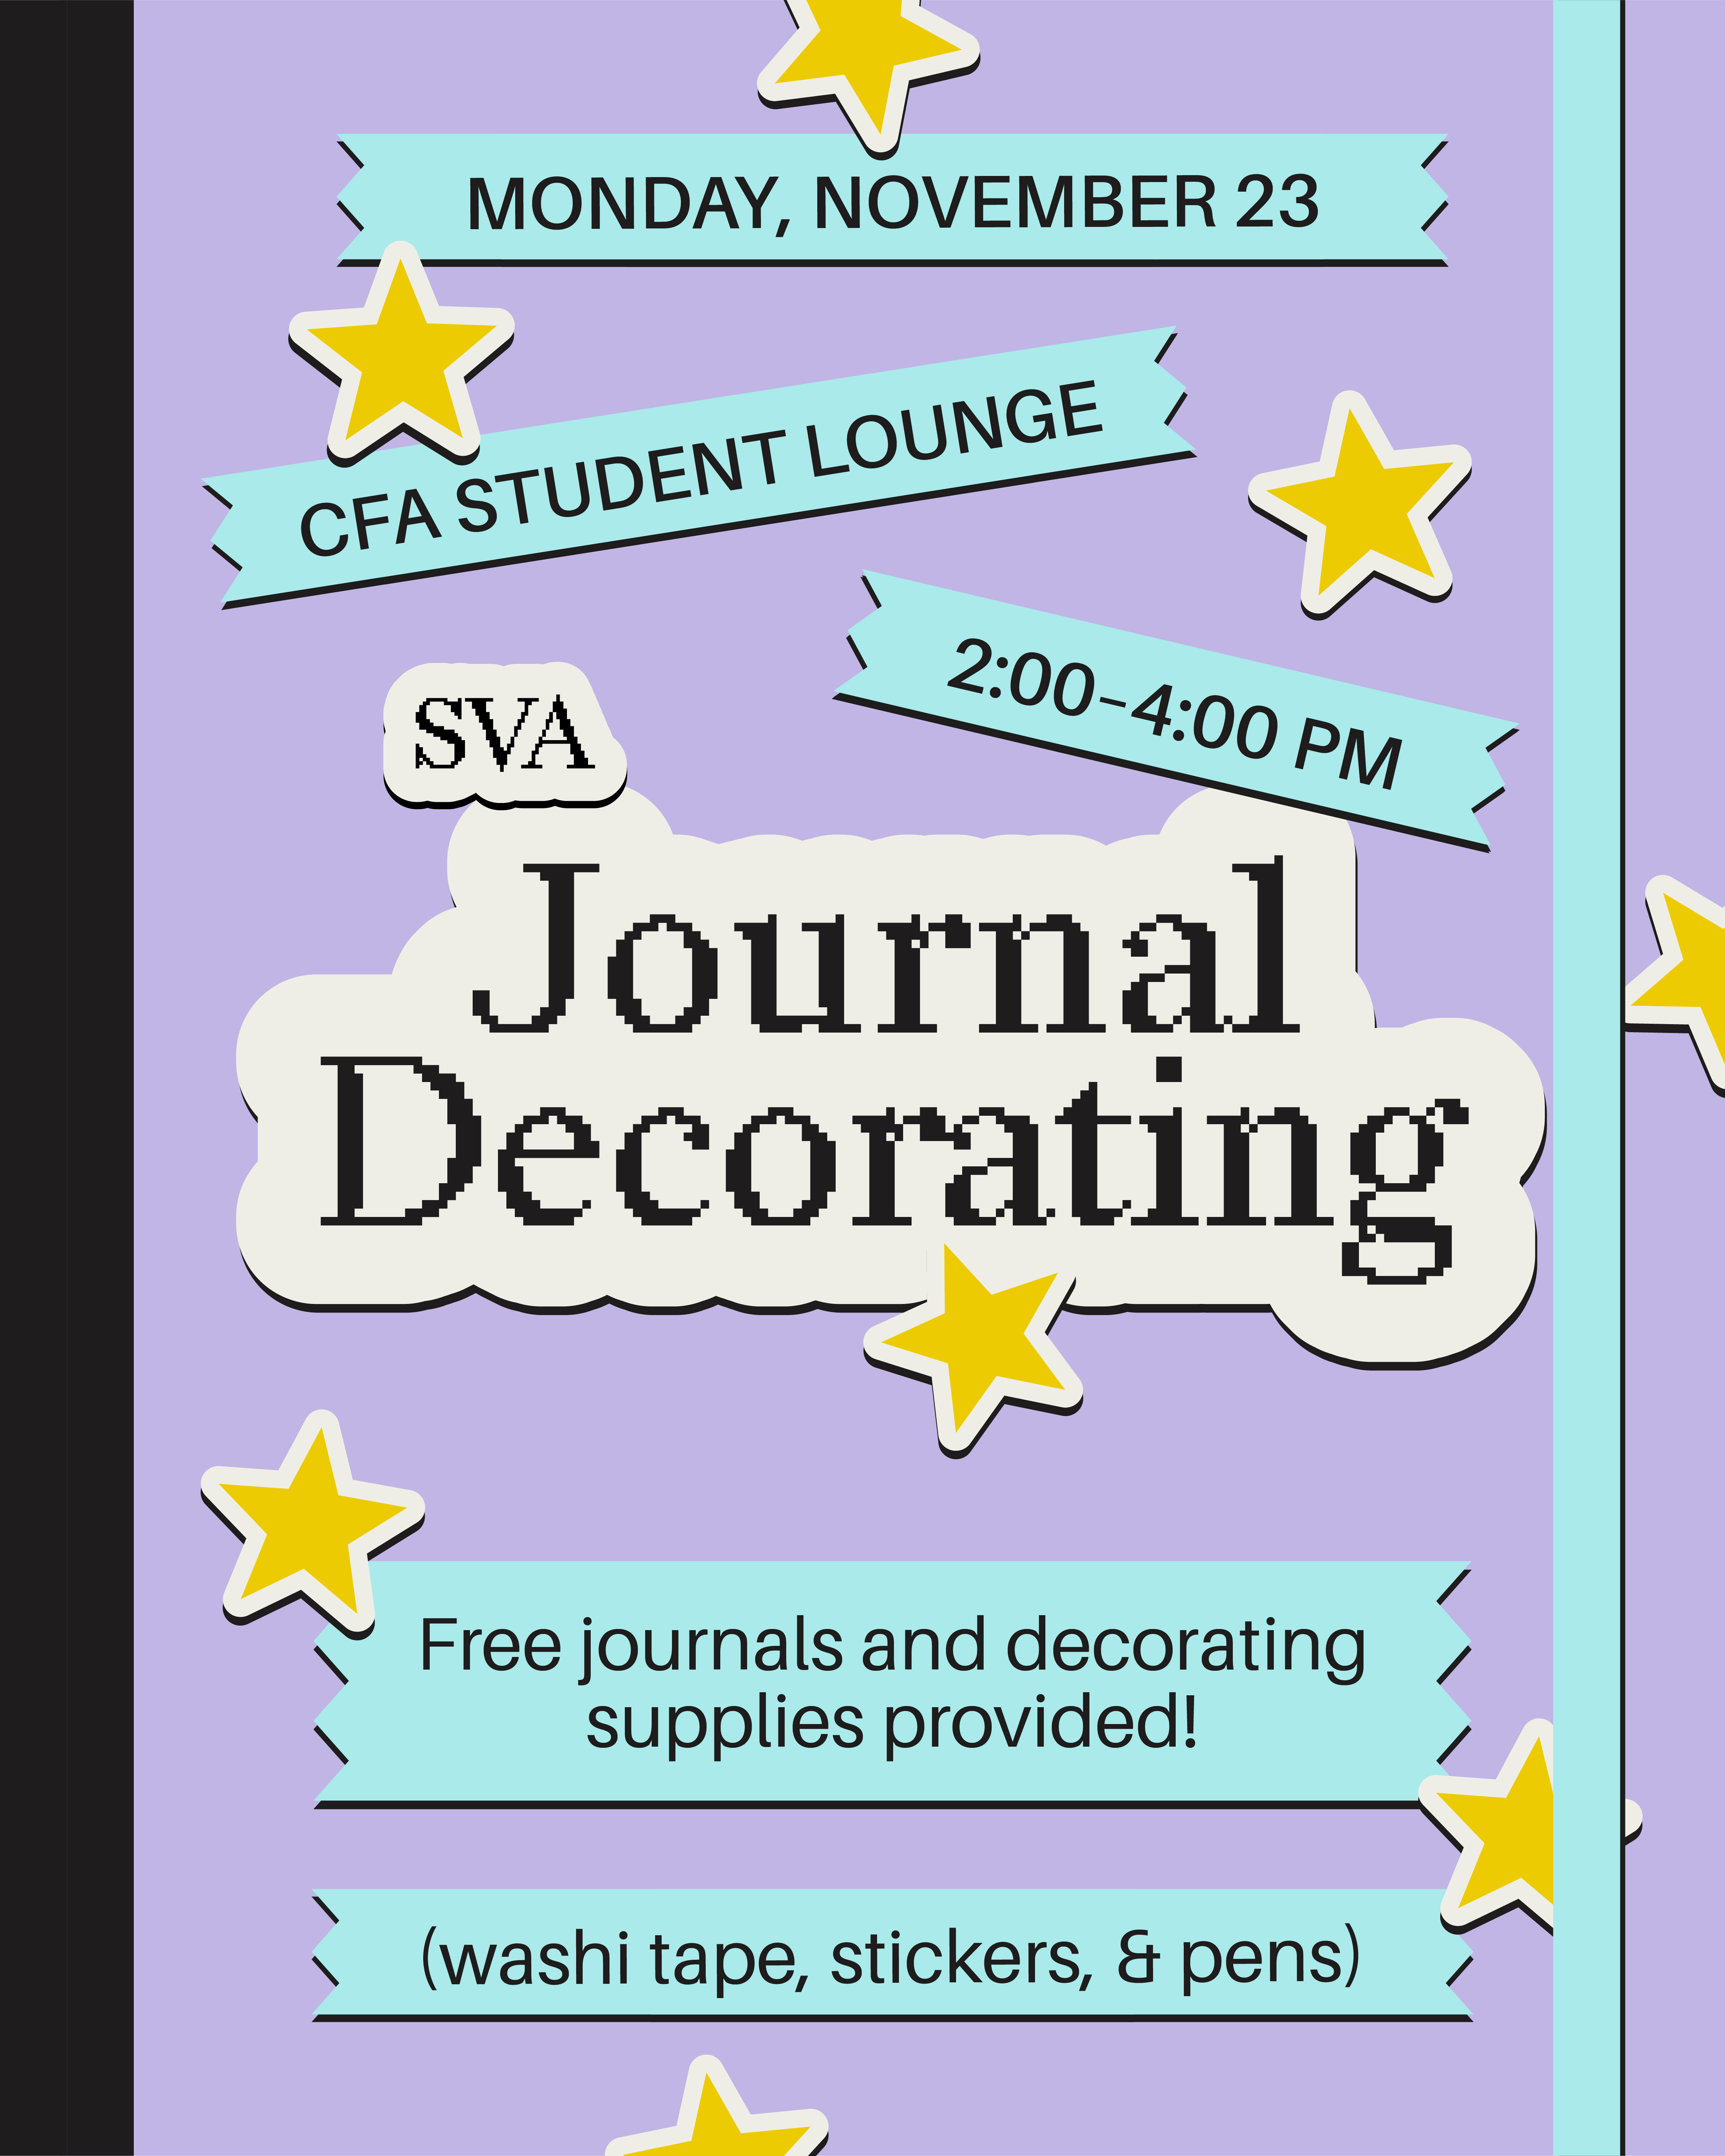 MONDAY, NOVEMBER 23
CFA STUDENT LOUNGE
2:00–4:00 PM
SVA
Journal
Decorating
Free journals and decorating
supplies provided!
(washi tape, stickers, & pens)